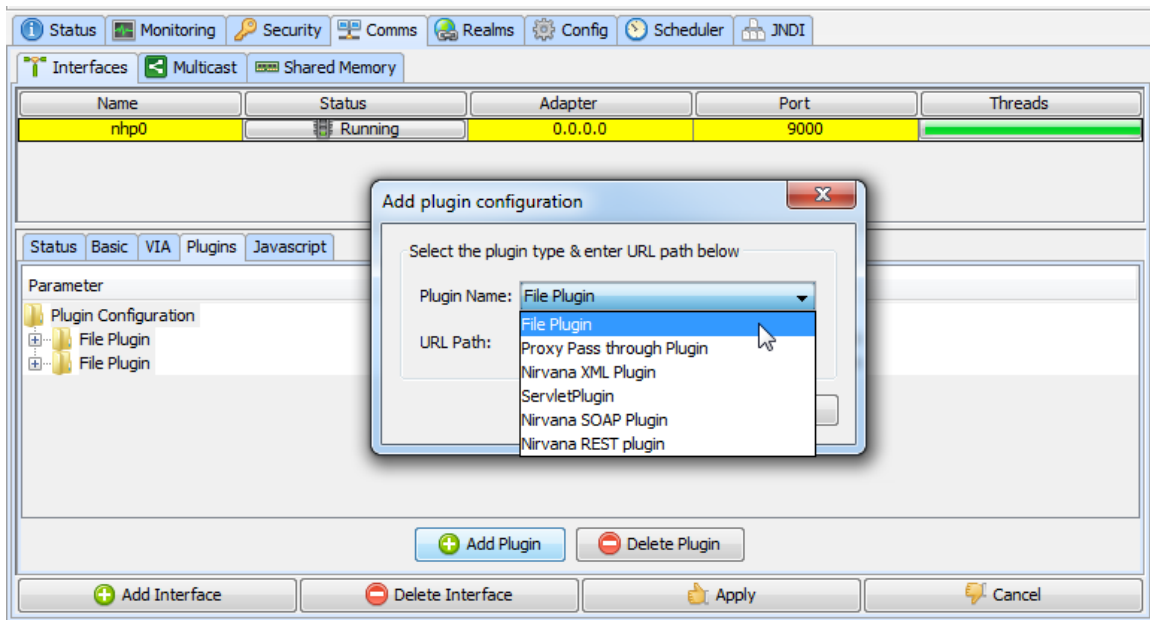 Status Monitoring Security Comms Realms Config Scheduler JNDI
Interfaces Multicast Shared Memory
Name Status Adapter Port Threads
nhp0 Running 0.0.0.0 9000
Add plugin configuration
Status Basic VIA Plugins Javascript
Select the plugin type & enter URL path below
Parameter
Plugin Name: File Plugin
Plugin Configuration
File Plugin
File Plugin
URL Path:
File Plugin
Proxy Pass through Plugin
Nirvana XML Plugin
ServletPlugin
Nirvana SOAP Plugin
Nirvana REST plugin
Add Plugin Delete Plugin
Add Interface Delete Interface Apply Cancel